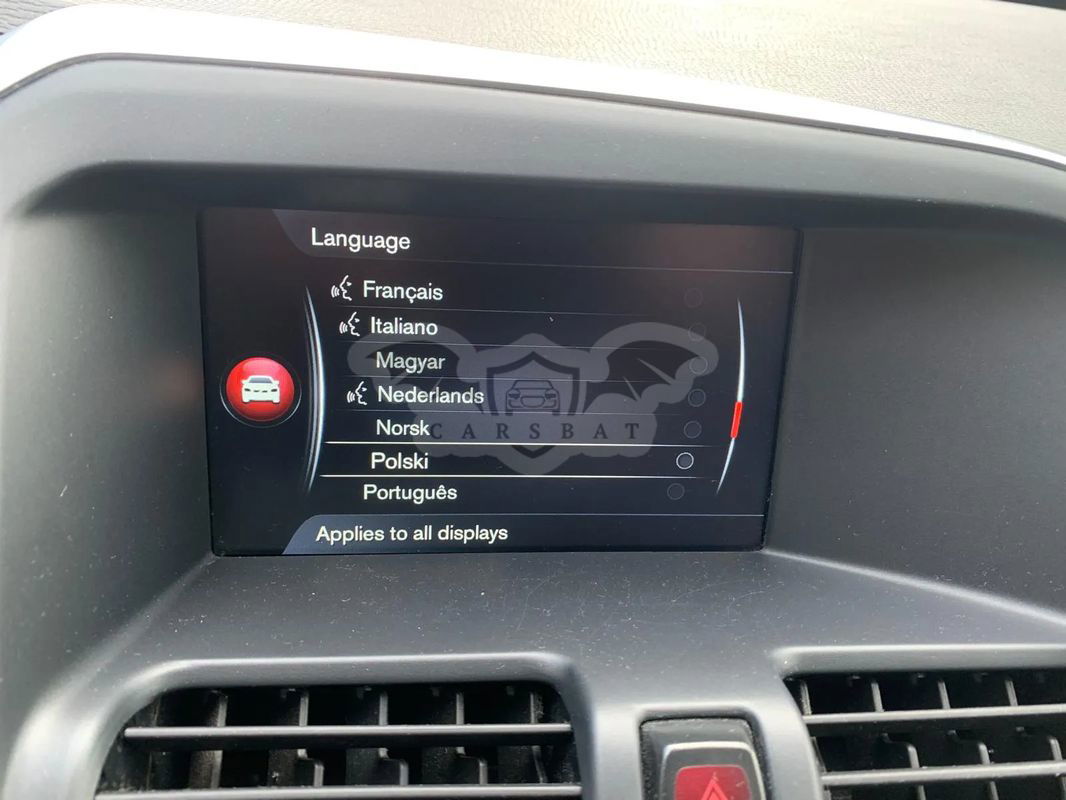 Language
Français
Italiano
Magyar
Nederlands
Norsk
CARSBAT
Polski
Português
Applies to all displays